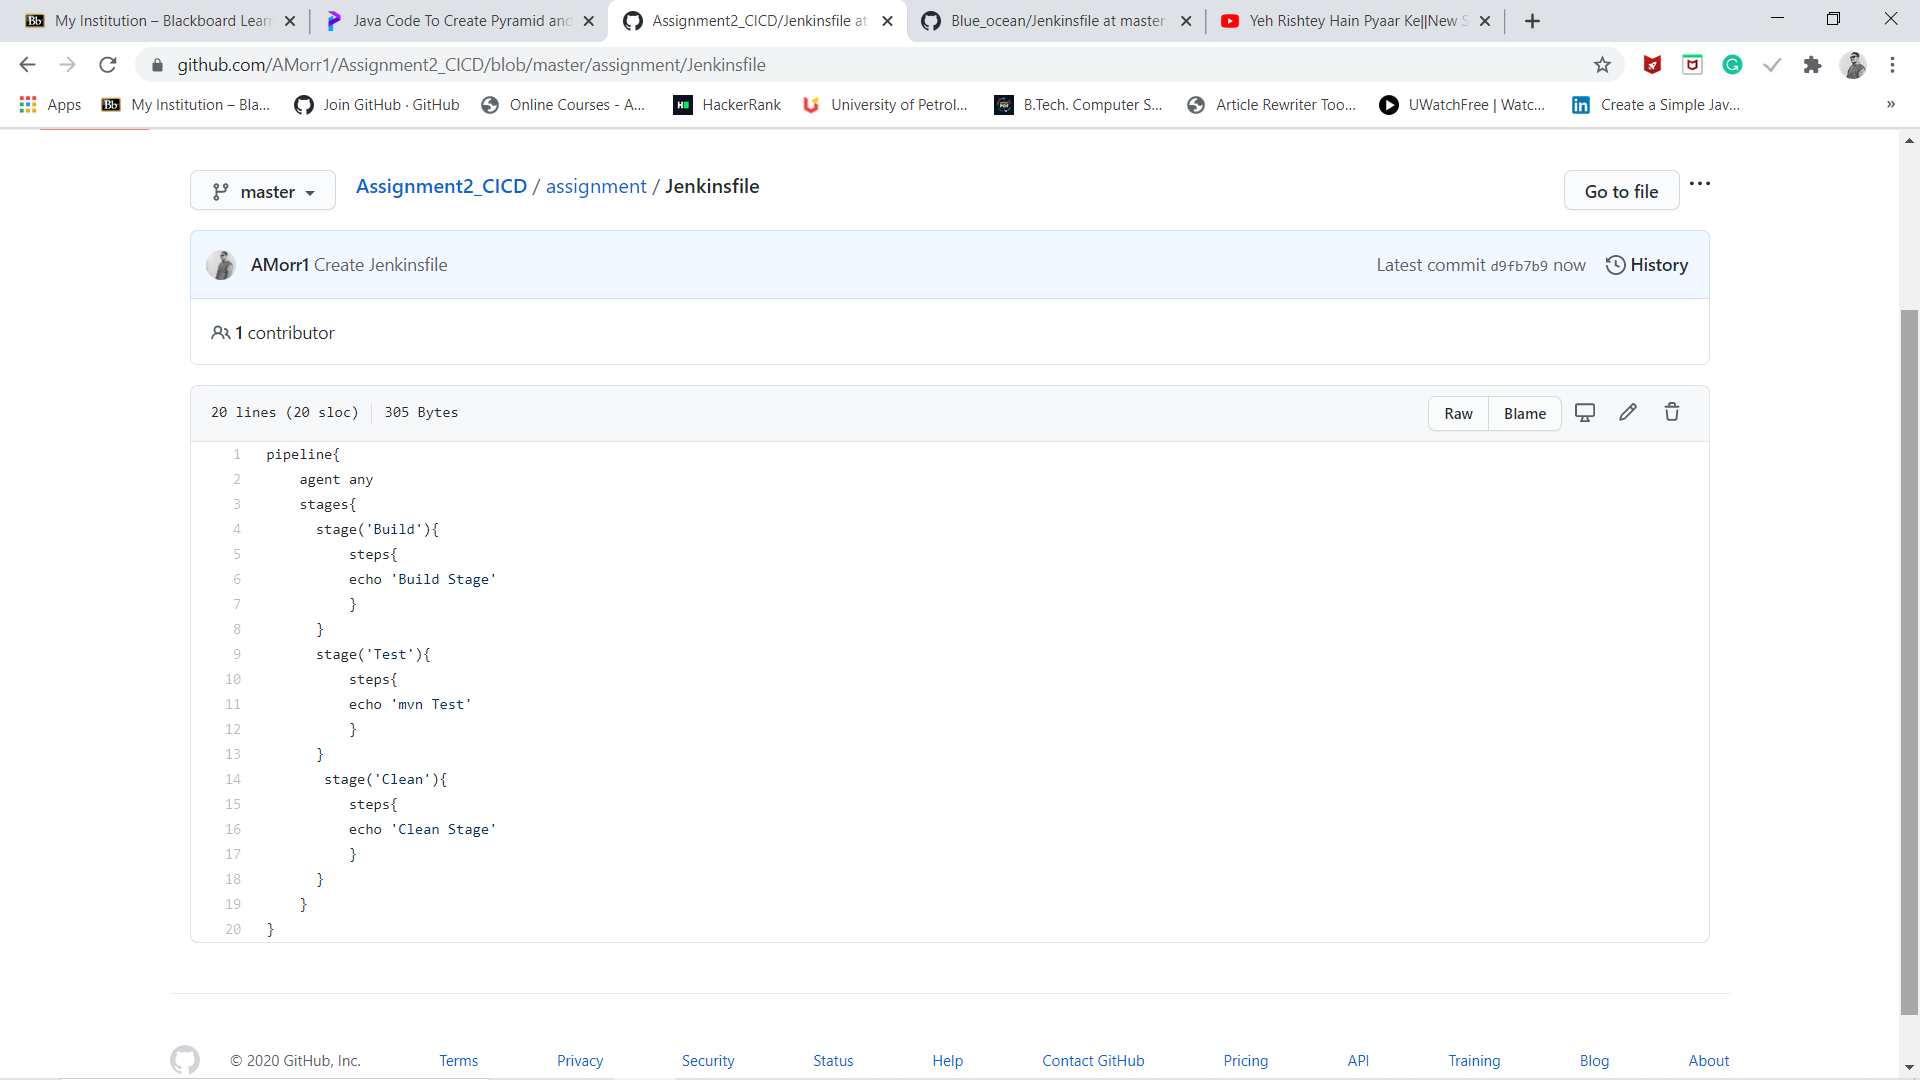 My Institution – Blackboard Lear
Java Code To Create Pyramid and
Assignment2_CICD/Jenkinsfile at
Blue_ocean/Jenkinsfile at master
Yeh Rishtey Hain Pyaar Ke||New S
github.com/AMorr1/Assignment2_CICD/blob/master/assignment/Jenkinsfile
Apps
My Institution – Bla...
Join GitHub · GitHub
Online Courses - A...
HackerRank
University of Petrol...
B.Tech. Computer S...
Article Rewriter Too...
UWatchFree | Watc...
Create a Simple Jav...
»
master
Assignment2_CICD / assignment / Jenkinsfile
Go to file
AMorr1 Create Jenkinsfile
Latest commit d9fb7b9 now
History
1 contributor
20 lines (20 sloc) 305 Bytes
Raw
Blame
1 pipeline{
2     agent any
3     stages{
4       stage('Build'){
5           steps{
6           echo 'Build Stage'
7           }
8       }
9       stage('Test'){
10           steps{
11           echo 'mvn Test'
12           }
13       }
14        stage('Clean'){
15           steps{
16           echo 'Clean Stage'
17           }
18       }
19     }
20 }
© 2020 GitHub, Inc.
Terms
Privacy
Security
Status
Help
Contact GitHub
Pricing
API
Training
Blog
About